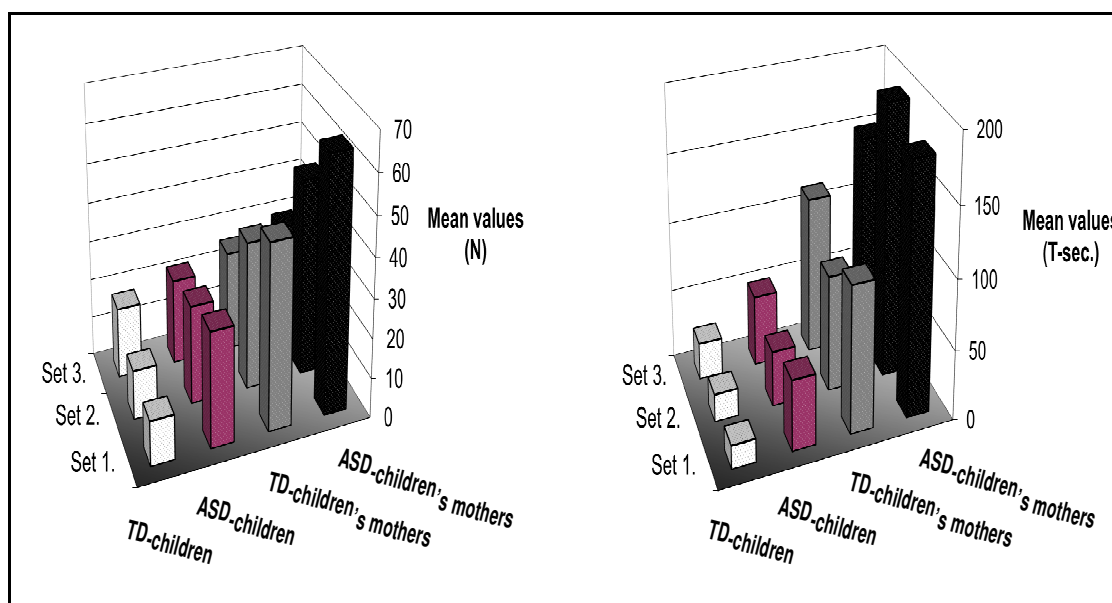 70
60
50
40
30
20
10
0
Mean values
(N)
Set 3.
Set 2.
Set 1.
TD-children
ASD-children
TD-children's mothers
ASD-children's mothers
200
150
100
50
0
Mean values
(T-sec.)
Set 3.
Set 2.
Set 1.
TD-children
ASD-children
TD-children's mothers
ASD-children's mothers